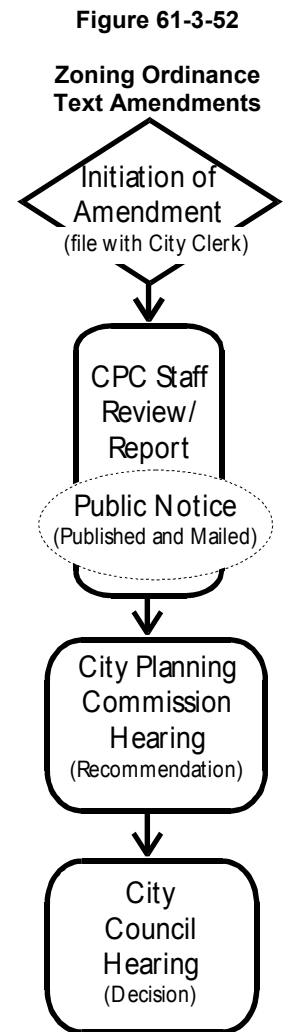 Figure 61-3-52
Zoning Ordinance
Text Amendments
Initiation of
Amendment
(file with City Clerk)
CPC Staff
Review/
Report
Public Notice
(Published and Mailed)
City Planning
Commission
Hearing
(Recommendation)
City
Council
Hearing
(Decision)